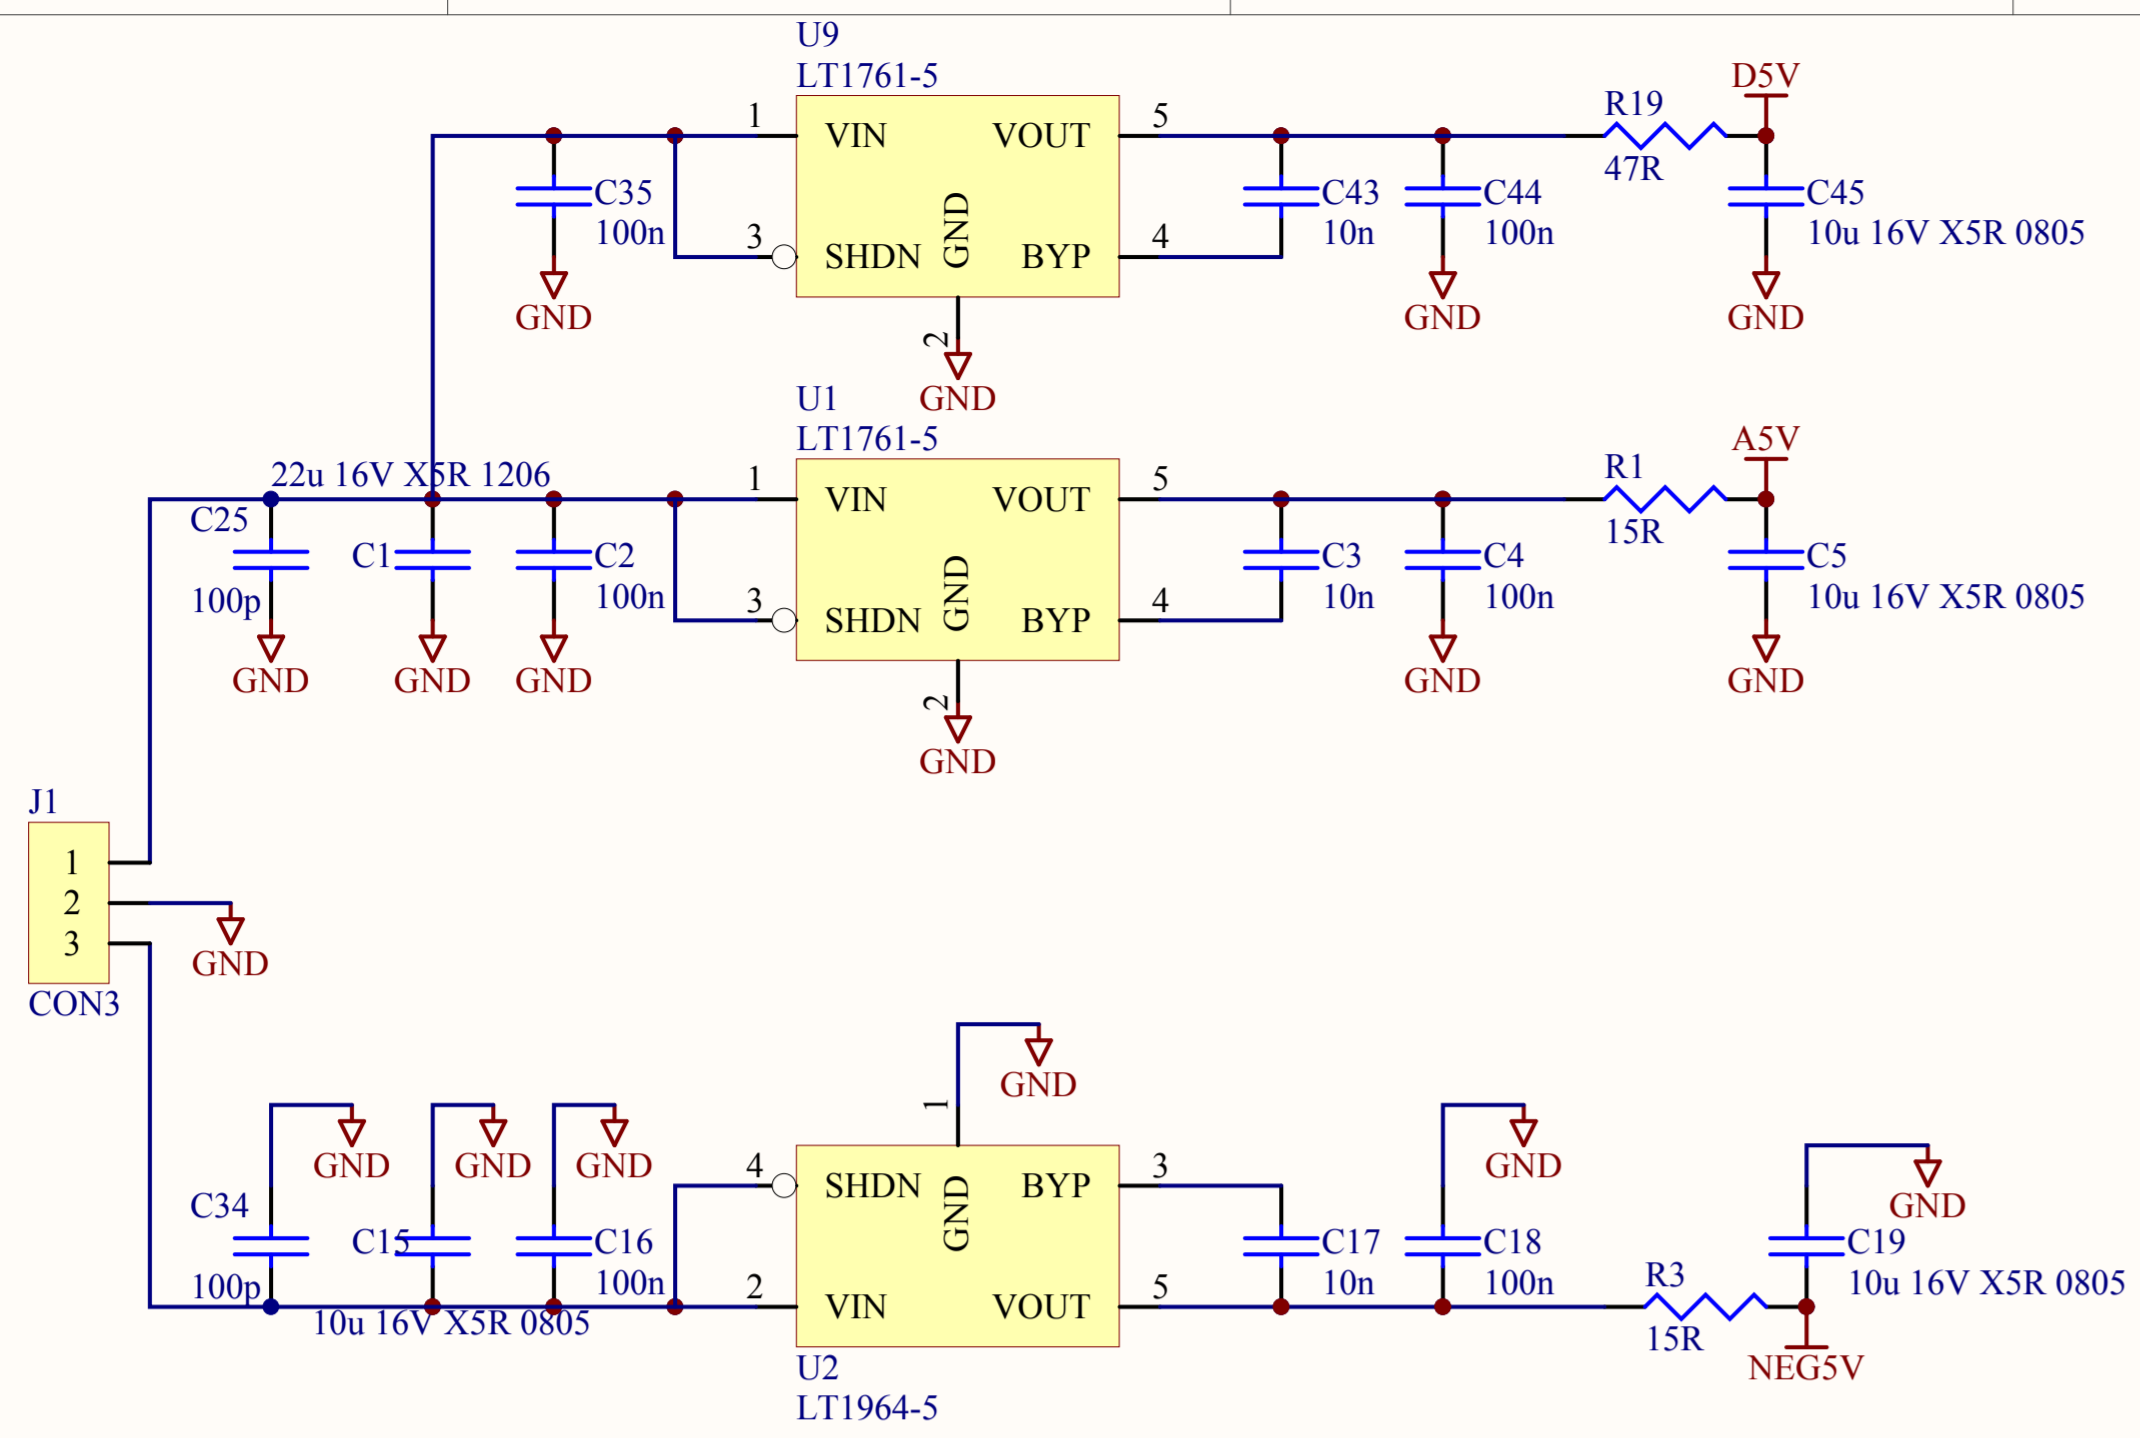 U9
LT1761-5
1
VIN
VOUT
5
3
SHDN
GND
BYP
4
2
GND
C35
100n
GND
C43
10n
C44
100n
GND
R19
47R
D5V
C45
10u 16V X5R 0805
GND
U1
LT1761-5
1
VIN
VOUT
5
3
SHDN
GND
BYP
4
2
GND
22u 16V X5R 1206
C25
100p
GND
C1
GND
C2
100n
GND
C3
10n
C4
100n
GND
R1
15R
A5V
C5
10u 16V X5R 0805
GND
J1
1
2
3
CON3
GND
GND
1
GND
GND
GND
C34
100p
C15
10u 16V X5R 0805
C16
100n
4
SHDN
GND
BYP
3
2
VIN
VOUT
5
U2
LT1964-5
C17
10n
GND
C18
100n
R3
15R
GND
C19
10u 16V X5R 0805
NEG5V